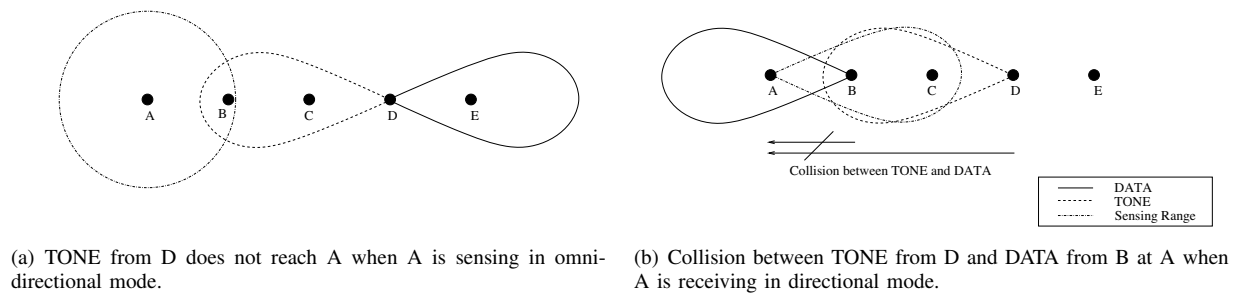 A
B
C
D
E
A
B
C
D
E
Collision between TONE and DATA
DATA
TONE
Sensing Range
(a) TONE from D does not reach A when A is sensing in omni-
directional mode.
(b) Collision between TONE from D and DATA from B at A when
A is receiving in directional mode.